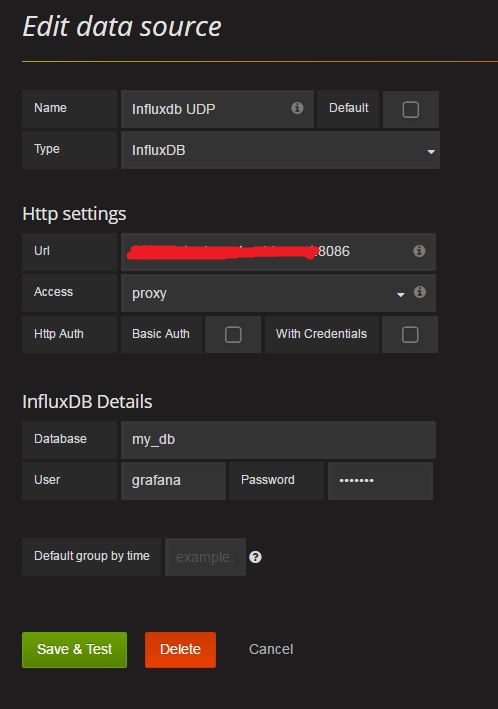 Edit data source
Name Influxdb UDP Default
Type InfluxDB
Http settings
Url :8086
Access proxy
Http Auth Basic Auth With Credentials
InfluxDB Details
Database my_db
User grafana Password •••••••
Default group by time example:
Save & Test Delete Cancel